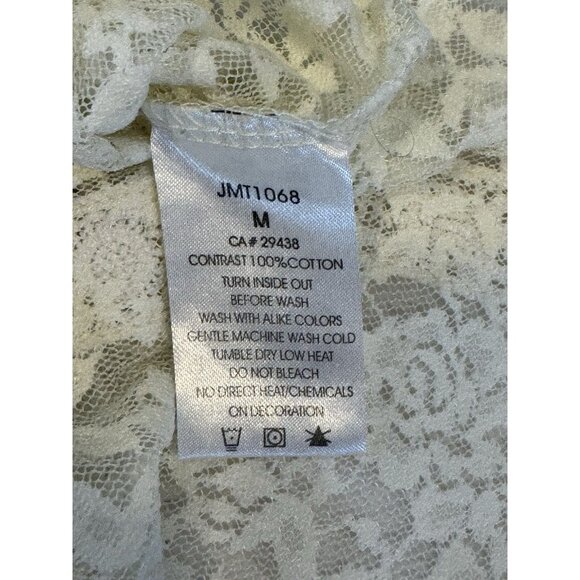 JMT1068
M
CA# 29438
CONTRAST 100%COTTON
TURN INSIDE OUT
BEFORE WASH
WASH WITH ALIKE COLORS
GENTLE MACHINE WASH COLD
TUMBLE DRY LOW HEAT
DO NOT BLEACH
NO DIRECT HEAT/CHEMICALS
ON DECORATION